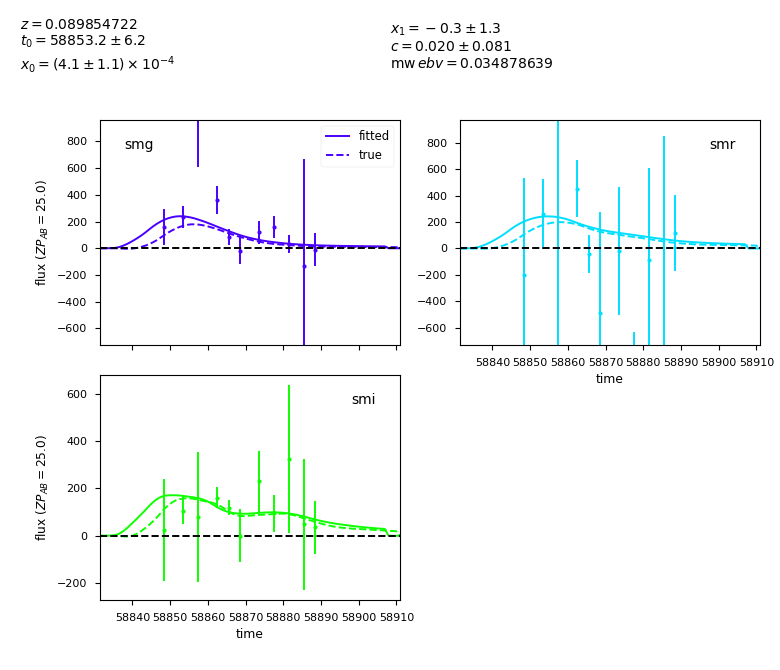 z = 0.089854722
t₀ = 58853.2 ± 6.2
x₀ = (4.1 ± 1.1) × 10⁻⁴
x₁ = −0.3 ± 1.3
c = 0.020 ± 0.081
mw ebv = 0.034878639
smg
fitted
true
800
600
400
200
0
−200
−400
−600
flux (ZP_AB = 25.0)
smr
800
600
400
200
0
−200
−400
−600
58840 58850 58860 58870 58880 58890 58900 58910
time
smi
600
400
200
0
−200
flux (ZP_AB = 25.0)
58840 58850 58860 58870 58880 58890 58900 58910
time